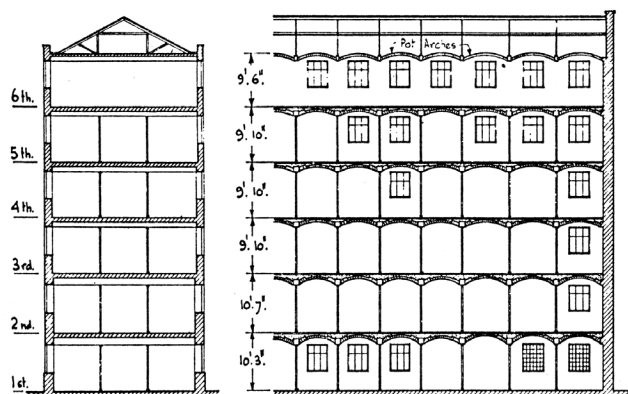 Pot Arches
6th.
5th.
4th.
3rd.
2nd.
1st.
9'. 6".
9'. 10".
9'. 10".
9'. 10".
10'. 7".
10'. 3".